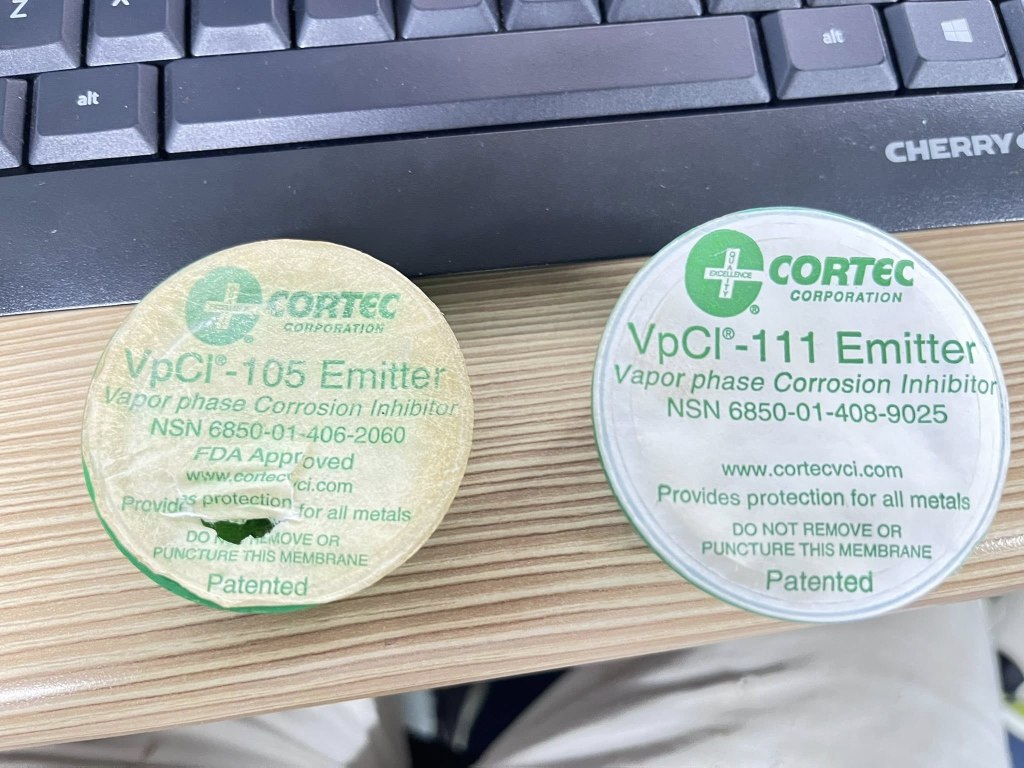 Z
X
alt
alt
CHERRY
CORTEC
CORPORATION
VpCI®-105 Emitter
Vapor phase Corrosion Inhibitor
NSN 6850-01-406-2060
FDA Approved
www.cortecvci.com
Provides protection for all metals
DO NOT REMOVE OR
PUNCTURE THIS MEMBRANE
Patented
QUALITY
EXCELLENCE
®
CORTEC
CORPORATION
VpCI®-111 Emitter
Vapor phase Corrosion Inhibitor
NSN 6850-01-408-9025
www.cortecvci.com
Provides protection for all metals
DO NOT REMOVE OR
PUNCTURE THIS MEMBRANE
Patented